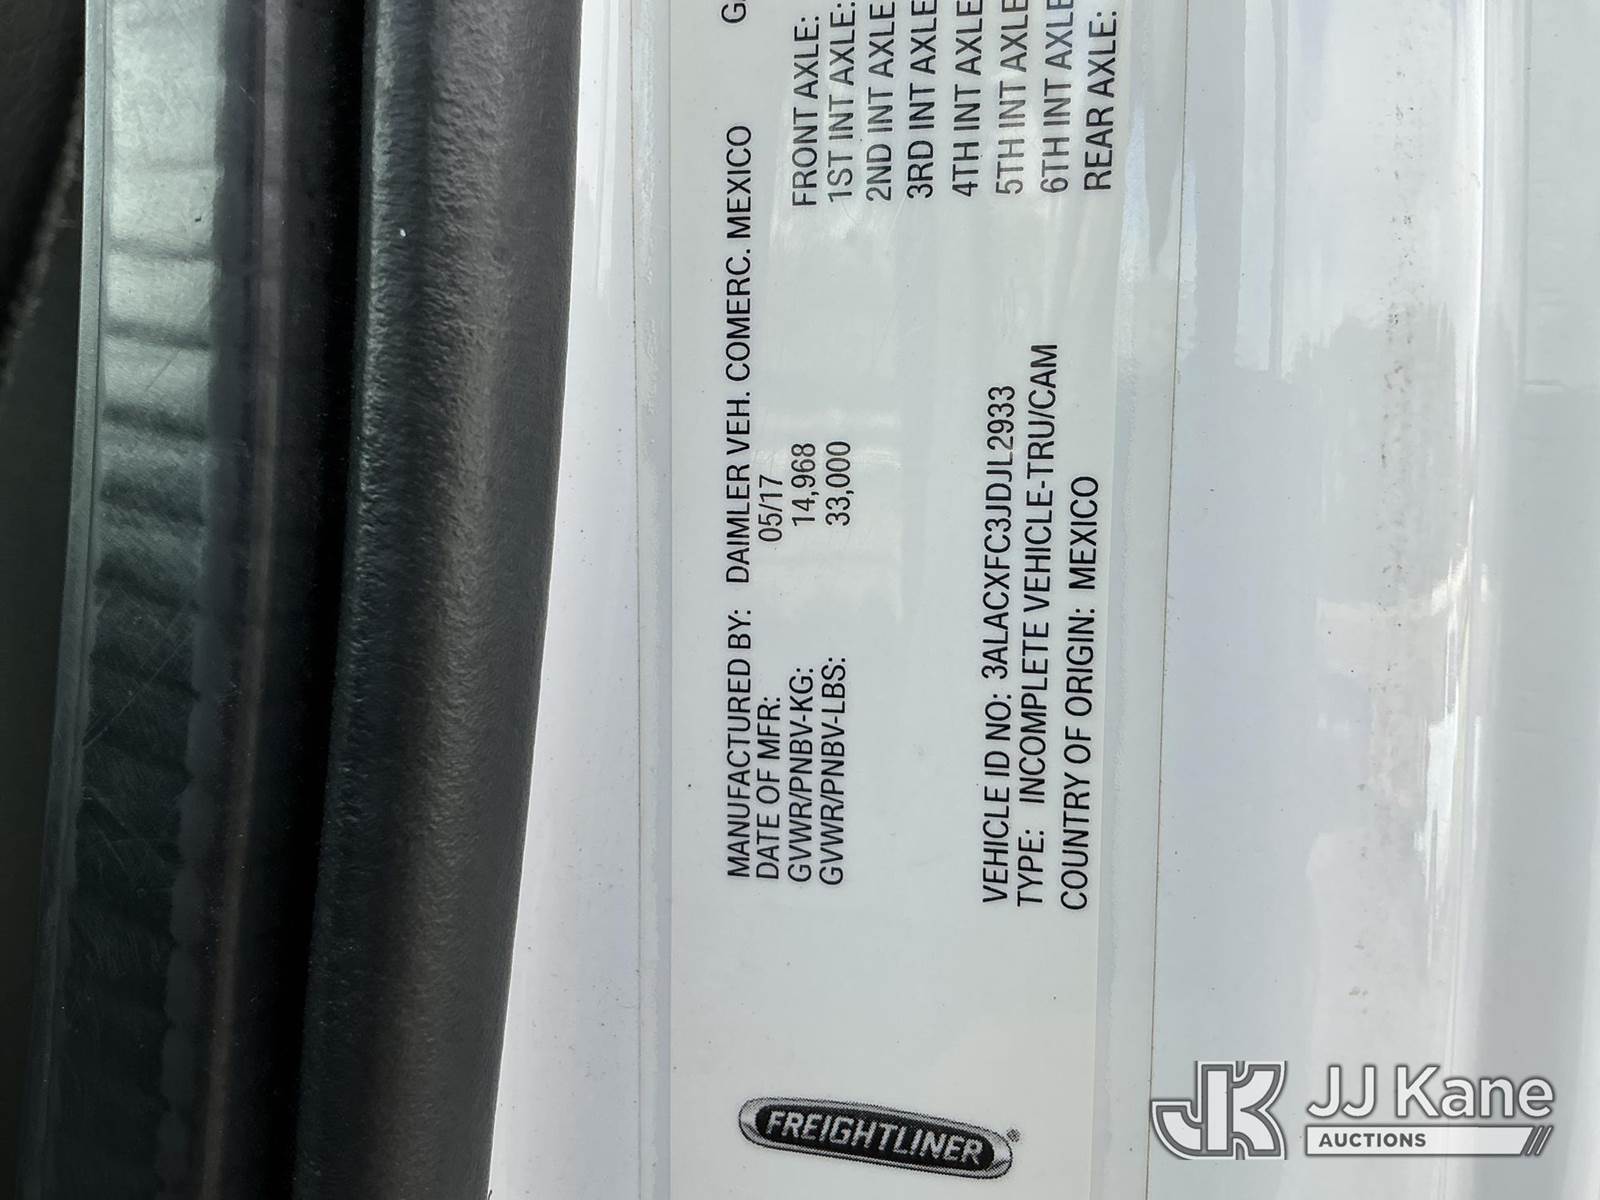 MANUFACTURED BY: DAIMLER VEH. COMERC. MEXICO
DATE OF MFR: 05/17
GVWR/PNBV-KG: 14,968
GVWR/PNBV-LBS: 33,000
FRONT AXLE:
1ST INT AXLE:
2ND INT AXLE
3RD INT AXLE
4TH INT AXLE
5TH INT AXLE
6TH INT AXLE
REAR AXLE:
VEHICLE ID NO: 3ALACXFC3JDJL2933
TYPE: INCOMPLETE VEHICLE-TRU/CAM
COUNTRY OF ORIGIN: MEXICO
FREIGHTLINER®
JK JJ Kane
AUCTIONS